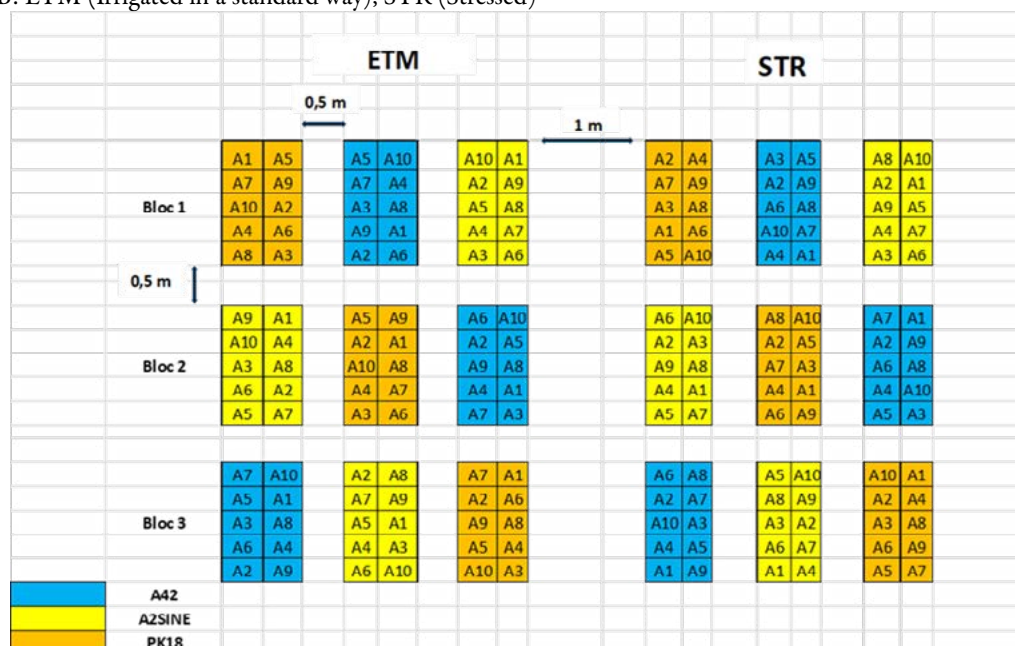 B: ETM (Irrigated in a standard way), STR (Stressed)
ETM
STR
0,5 m
1 m
A1 A5 A5 A10 A10 A1 A2 A4 A3 A5 A8 A10
A7 A9 A7 A4 A2 A9 A7 A9 A2 A9 A2 A1
Bloc 1 A10 A2 A3 A8 A5 A8 A3 A8 A6 A8 A9 A5
A4 A6 A9 A1 A4 A7 A1 A6 A10 A7 A4 A7
A8 A3 A2 A6 A3 A6 A5 A10 A4 A1 A3 A6
0,5 m
A9 A1 A5 A9 A6 A10 A6 A10 A8 A10 A7 A1
A10 A4 A2 A1 A2 A5 A2 A3 A2 A5 A2 A9
Bloc 2 A3 A8 A10 A8 A9 A8 A9 A8 A7 A3 A6 A8
A6 A2 A4 A7 A4 A1 A4 A1 A4 A1 A4 A10
A5 A7 A3 A6 A7 A3 A5 A7 A6 A9 A5 A3
A7 A10 A2 A8 A7 A1 A6 A8 A5 A10 A10 A1
A5 A1 A7 A9 A2 A6 A2 A7 A8 A9 A2 A4
Bloc 3 A3 A8 A5 A1 A9 A8 A10 A3 A3 A2 A3 A8
A6 A4 A4 A3 A5 A4 A4 A5 A6 A7 A6 A9
A2 A9 A6 A10 A10 A3 A1 A9 A1 A4 A5 A7
A42
A2SINE
PK18